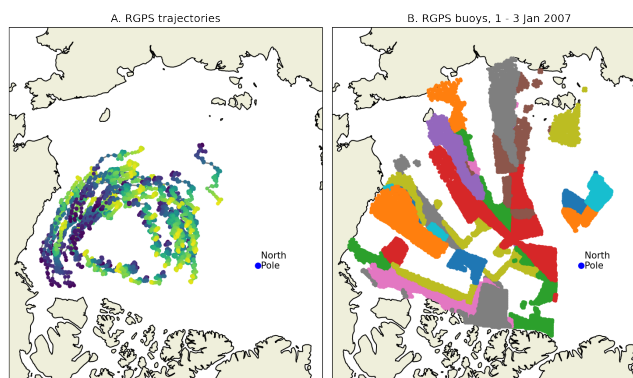 A. RGPS trajectories
B. RGPS buoys, 1 - 3 Jan 2007
North
Pole
North
Pole